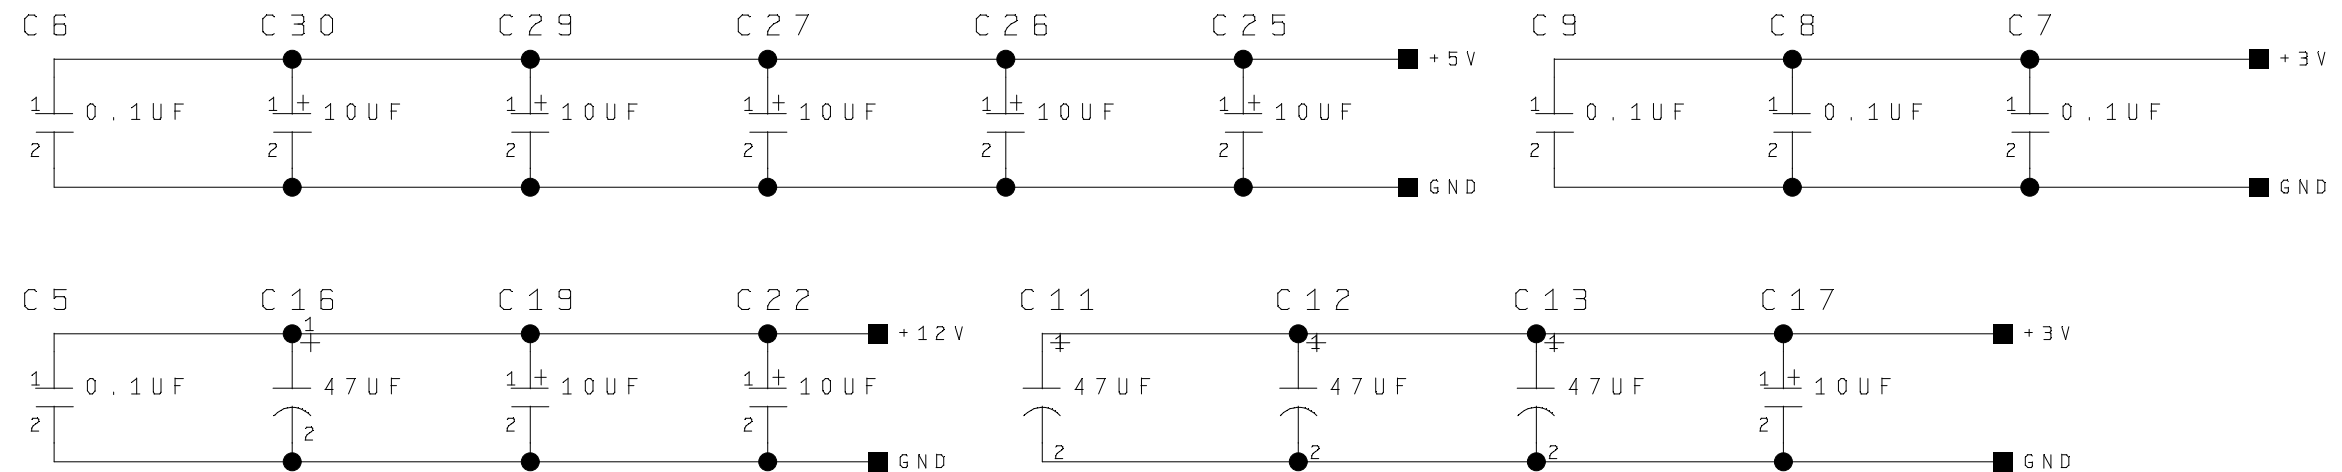 C6 C30 C29 C27 C26 C25 C9 C8 C7
+5V +3V
1 0.1UF 1 + 10UF 1 + 10UF 1 + 10UF 1 + 10UF 1 + 10UF 1 0.1UF 1 0.1UF 1 0.1UF
2 2 2 2 2 2 2 2 2
GND GND
C5 C16 C19 C22 C11 C12 C13 C17
1 +12V +3V
+ 1 + 1 + 1 +
1 0.1UF 47UF 1 + 10UF 1 + 10UF 47UF 47UF 47UF 1 + 10UF
2 2 2 2 2
2 2 2
GND GND